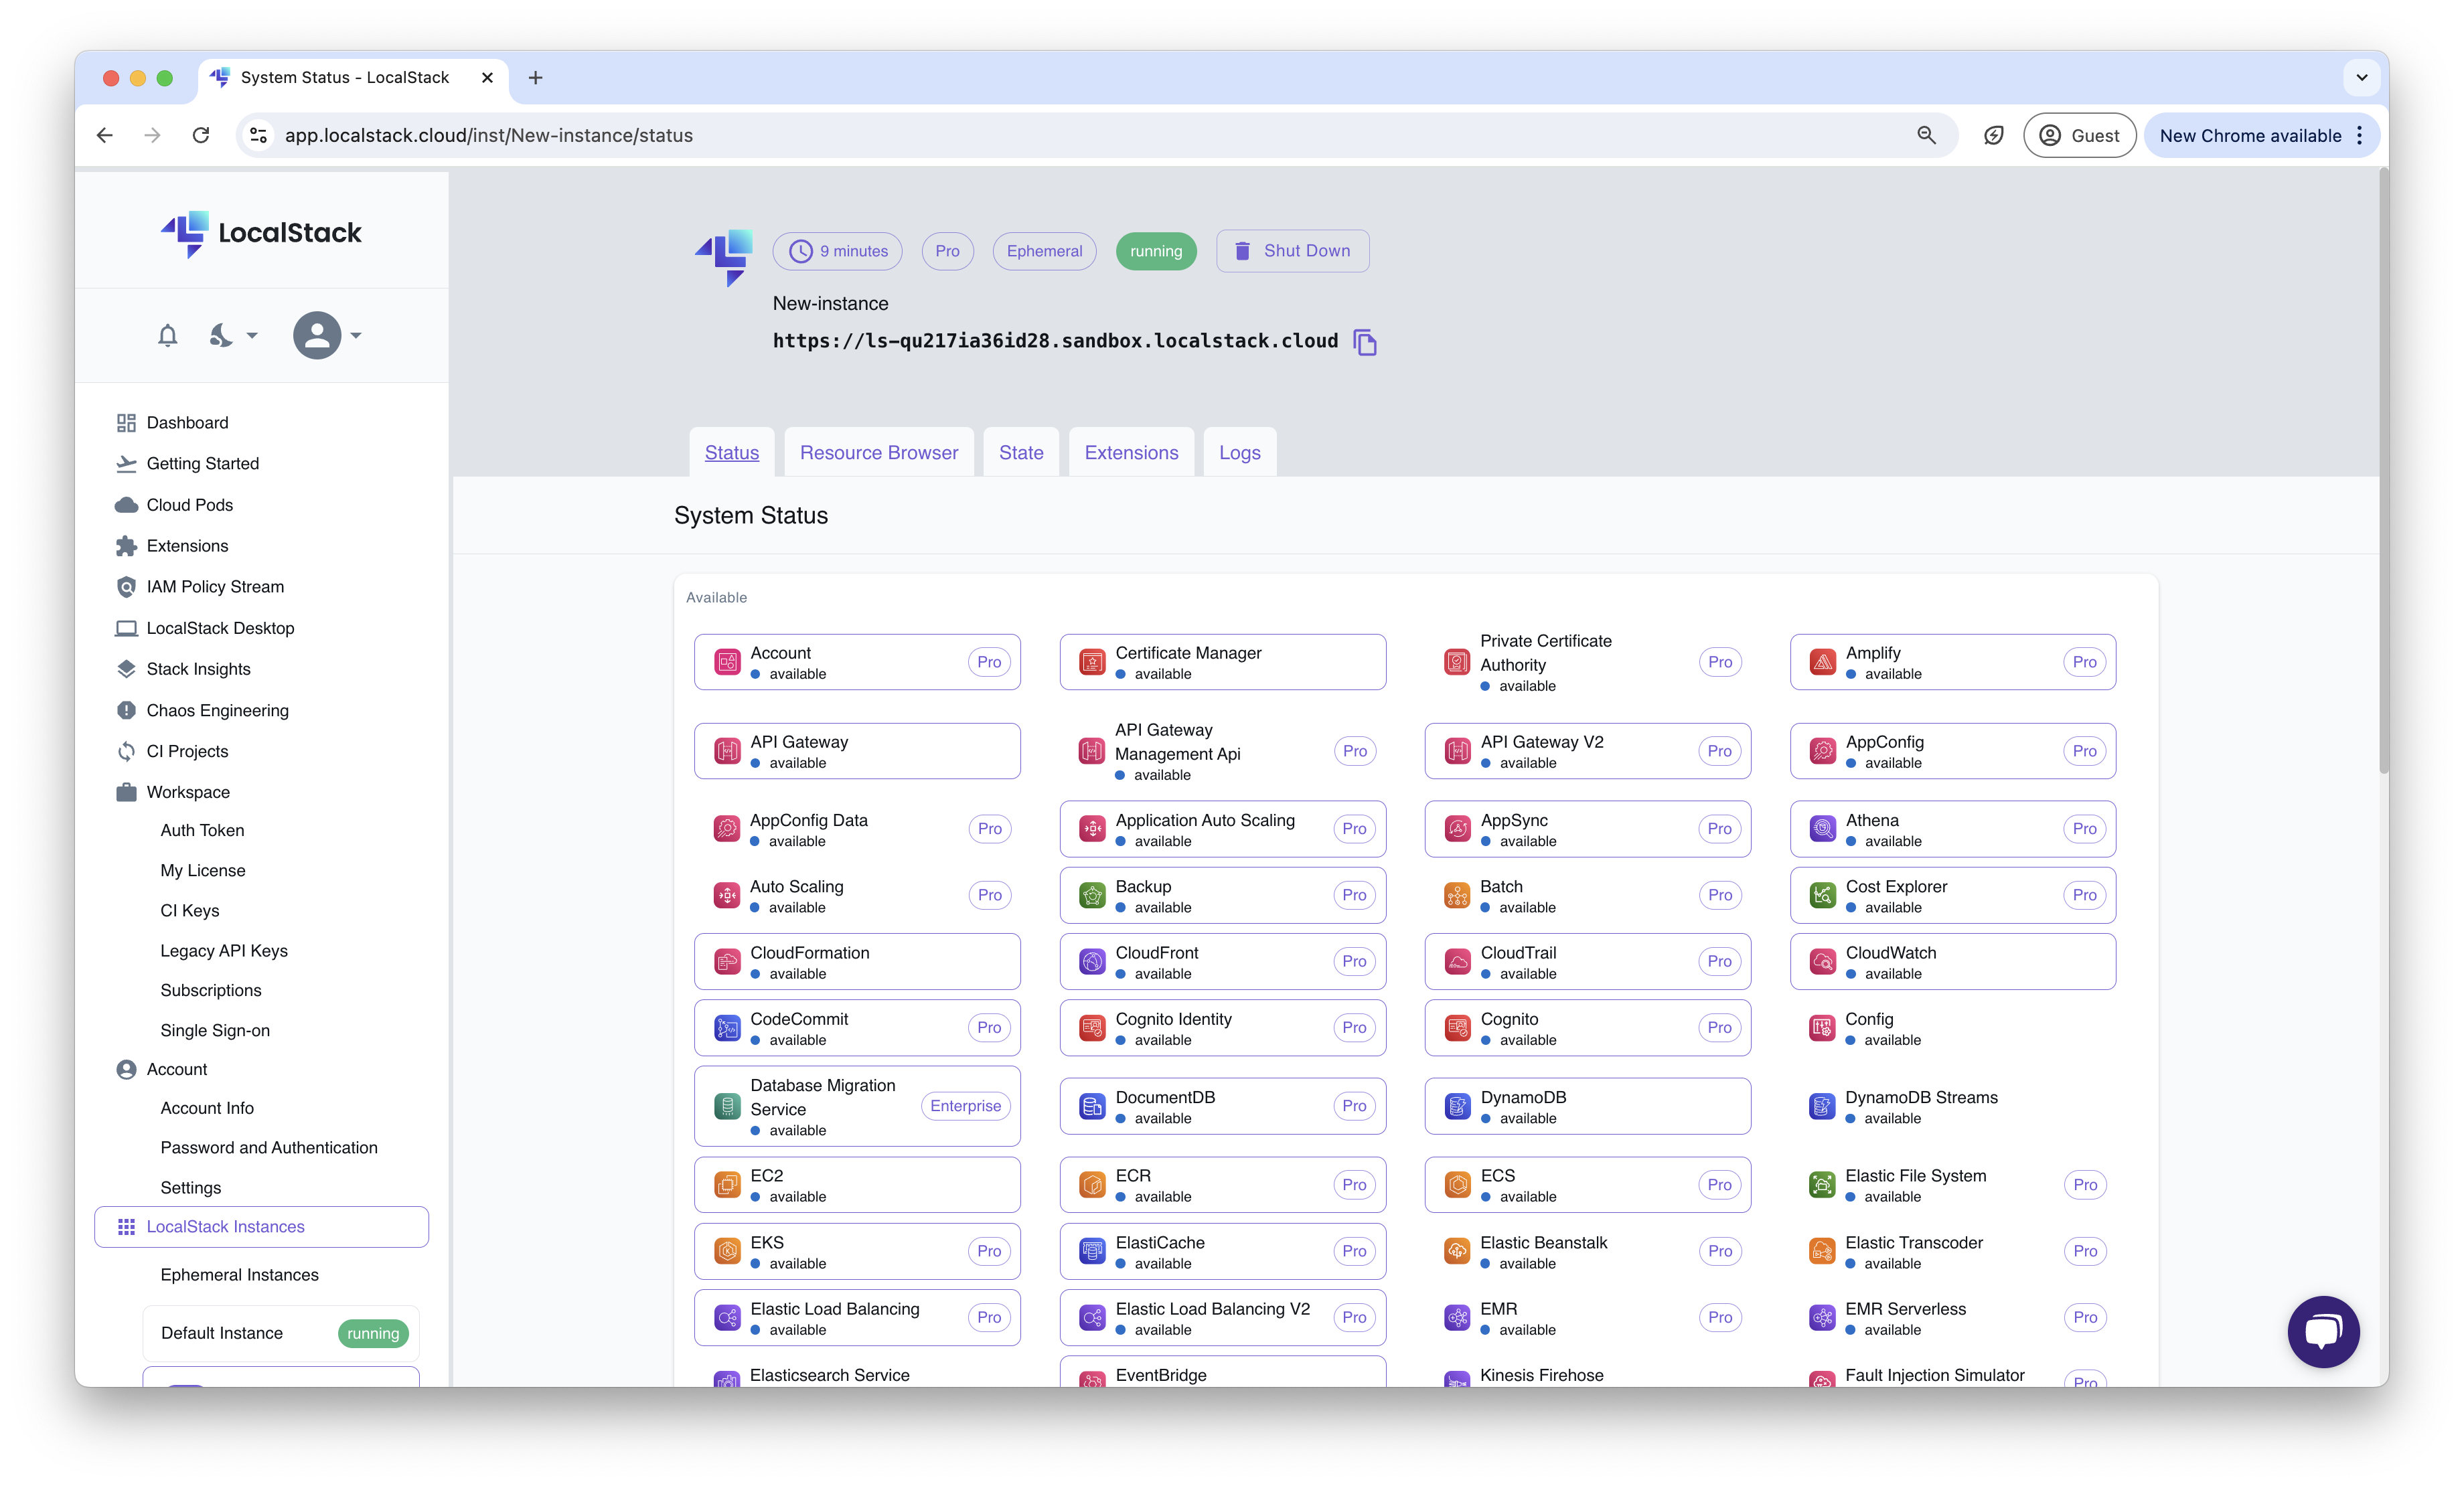 System Status - LocalStack
app.localstack.cloud/inst/New-instance/status
Guest
New Chrome available
LocalStack
Dashboard
Getting Started
Cloud Pods
Extensions
IAM Policy Stream
LocalStack Desktop
Stack Insights
Chaos Engineering
CI Projects
Workspace
Auth Token
My License
CI Keys
Legacy API Keys
Subscriptions
Single Sign-on
Account
Account Info
Password and Authentication
Settings
LocalStack Instances
Ephemeral Instances
Default Instance running
9 minutes Pro Ephemeral running Shut Down
New-instance
https://ls-qu217ia36id28.sandbox.localstack.cloud
Status Resource Browser State Extensions Logs
System Status
Available
Account
available
Pro
Certificate Manager
available
Private Certificate
Authority
available
Pro
Amplify
available
Pro
API Gateway
available
API Gateway
Management Api
available
Pro
API Gateway V2
available
Pro
AppConfig
available
Pro
AppConfig Data
available
Pro
Application Auto Scaling
available
Pro
AppSync
available
Pro
Athena
available
Pro
Auto Scaling
available
Pro
Backup
available
Pro
Batch
available
Pro
Cost Explorer
available
Pro
CloudFormation
available
CloudFront
available
Pro
CloudTrail
available
Pro
CloudWatch
available
CodeCommit
available
Pro
Cognito Identity
available
Pro
Cognito
available
Pro
Config
available
Database Migration
Service
available
Enterprise
DocumentDB
available
Pro
DynamoDB
available
DynamoDB Streams
available
EC2
available
ECR
available
Pro
ECS
available
Pro
Elastic File System
available
Pro
EKS
available
Pro
ElastiCache
available
Pro
Elastic Beanstalk
available
Pro
Elastic Transcoder
available
Pro
Elastic Load Balancing
available
Pro
Elastic Load Balancing V2
available
Pro
EMR
available
Pro
EMR Serverless
available
Pro
Elasticsearch Service
EventBridge
Kinesis Firehose
Fault Injection Simulator
Pro